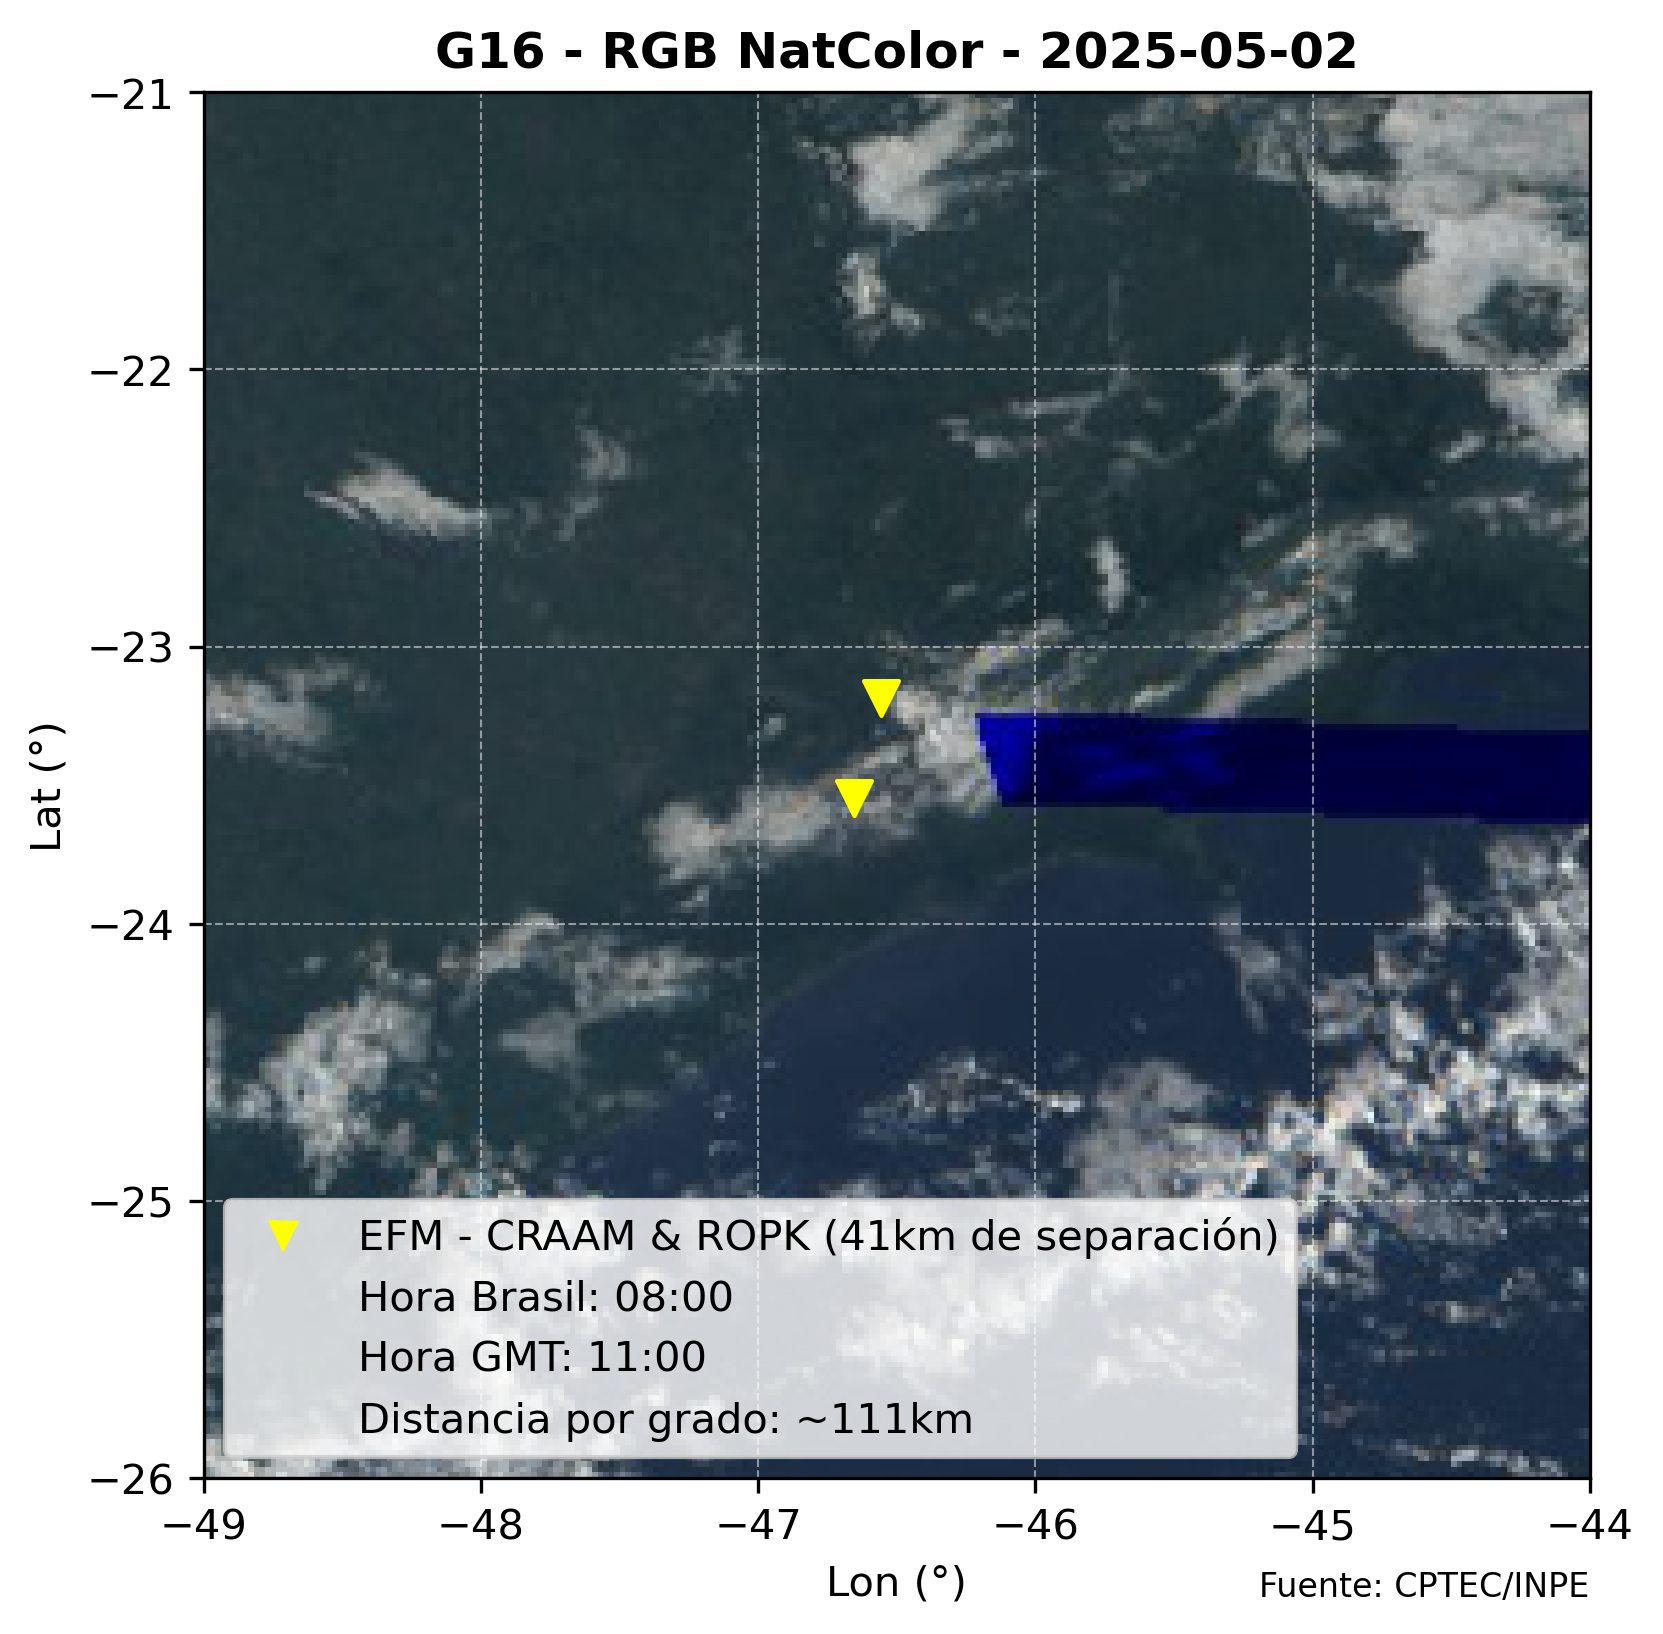 G16 - RGB NatColor - 2025-05-02
−21
−22
−23
−24
−25
−26
Lat (°)
EFM - CRAAM & ROPK (41km de separación)
Hora Brasil: 08:00
Hora GMT: 11:00
Distancia por grado: ~111km
−49 −48 −47 −46 −45 −44
Lon (°)
Fuente: CPTEC/INPE